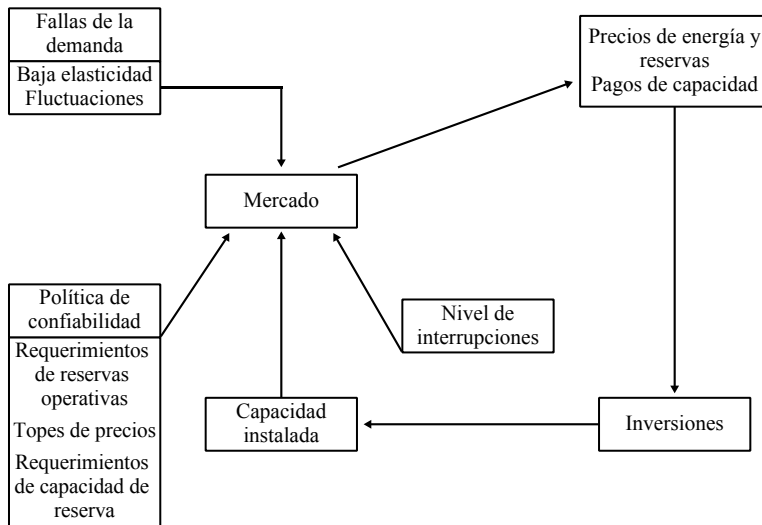 Fallas de la
demanda
Baja elasticidad
Fluctuaciones
Precios de energía y
reservas
Pagos de capacidad
Mercado
Política de
confiabilidad
Requerimientos
de reservas
operativas
Topes de precios
Requerimientos
de capacidad de
reserva
Nivel de
interrupciones
Capacidad
instalada
Inversiones